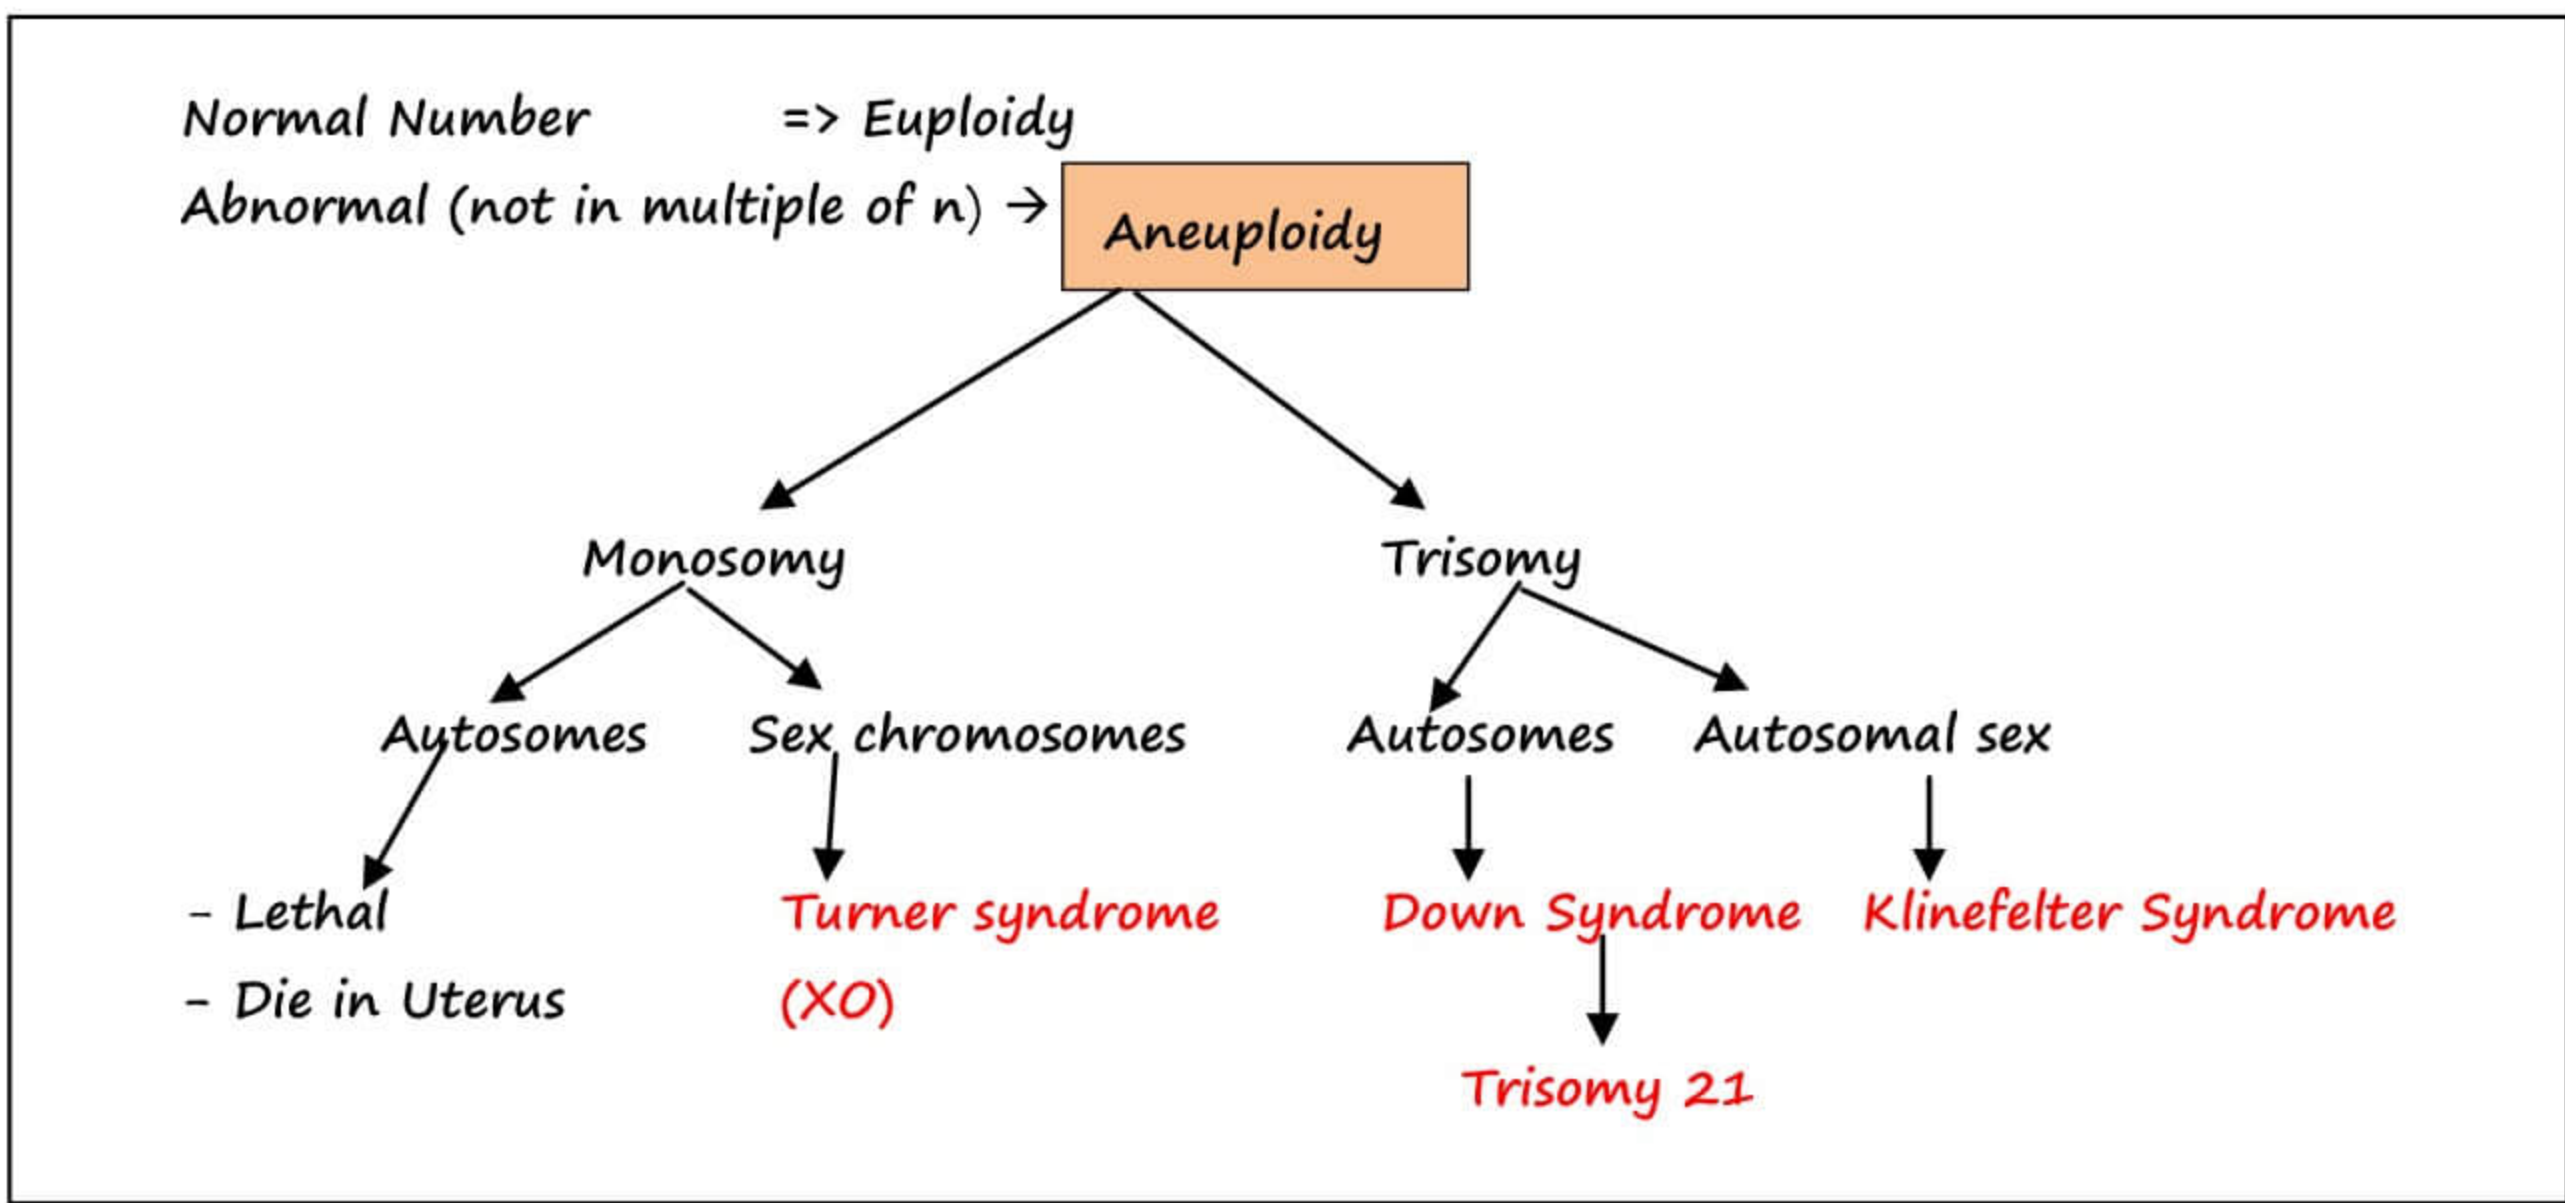 Normal Number => Euploidy
Abnormal (not in multiple of n) → Aneuploidy
Monosomy Trisomy
Autosomes Sex chromosomes Autosomes Autosomal sex
- Lethal Turner syndrome Down Syndrome Klinefelter Syndrome
- Die in Uterus (XO)
Trisomy 21